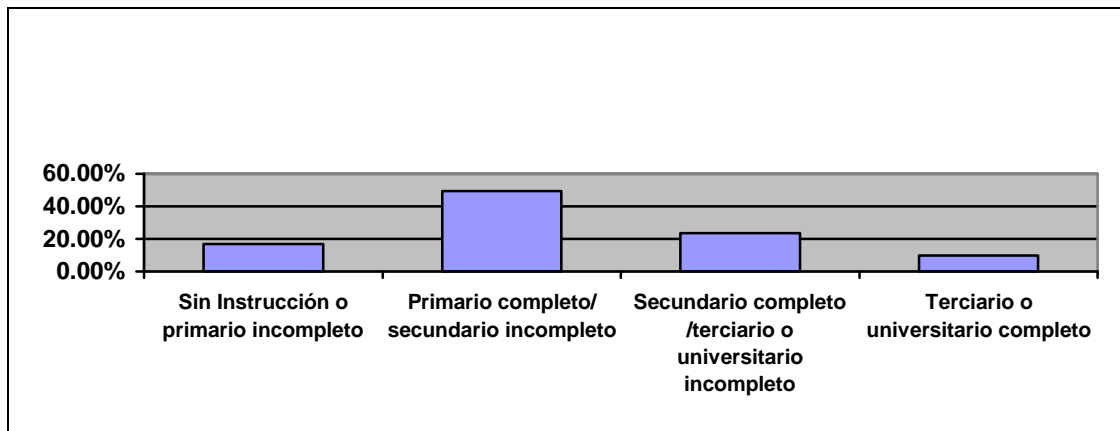 60.00%
40.00%
20.00%
0.00%
Sin Instrucción o
primario incompleto
Primario completo/
secundario incompleto
Secundario completo
/terciario o
universitario
incompleto
Terciario o
universitario completo